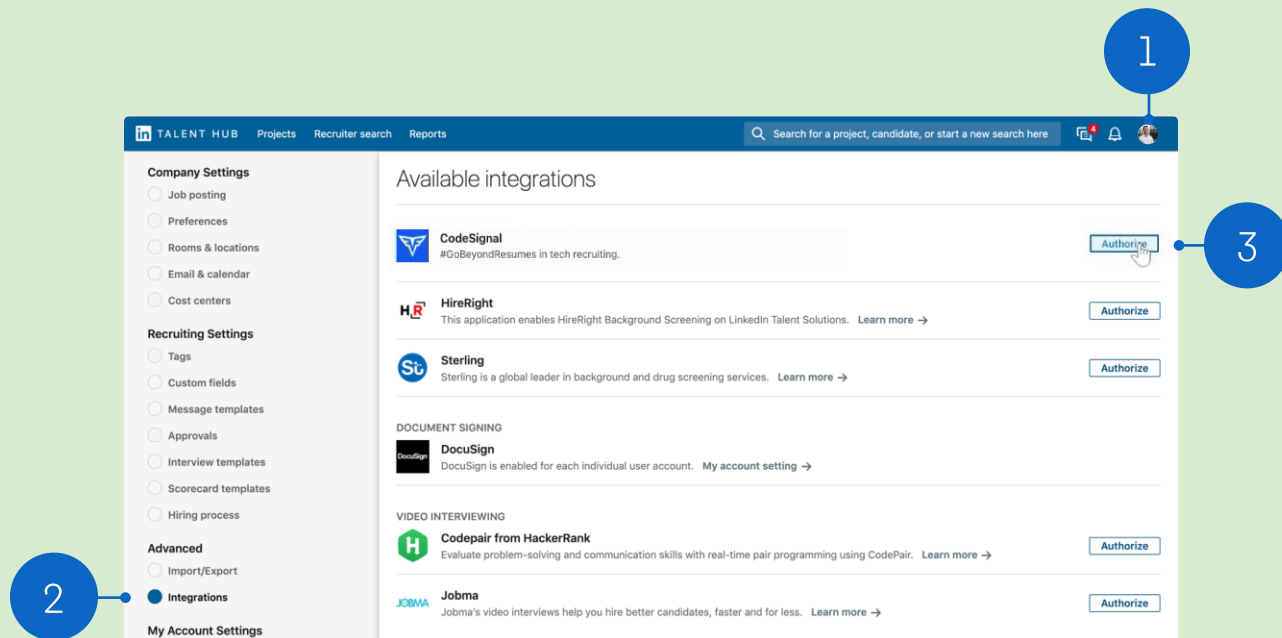 1
in TALENT HUB Projects Recruiter search Reports Search for a project, candidate, or start a new search here 4
Company Settings
Job posting
Preferences
Rooms & locations
Email & calendar
Cost centers
Recruiting Settings
Tags
Custom fields
Message templates
Approvals
Interview templates
Scorecard templates
Hiring process
Advanced
Import/Export
2
Integrations
My Account Settings
Available integrations
CodeSignal
#GoBeyondResumes in tech recruiting.
Authorize
3
HR
HireRight
This application enables HireRight Background Screening on LinkedIn Talent Solutions. Learn more →
Authorize
St
Sterling
Sterling is a global leader in background and drug screening services. Learn more →
Authorize
DOCUMENT SIGNING
DocuSign
DocuSign
DocuSign is enabled for each individual user account. My account setting →
VIDEO INTERVIEWING
H
Codepair from HackerRank
Evaluate problem-solving and communication skills with real-time pair programming using CodePair. Learn more →
Authorize
JOBMA
Jobma
Jobma's video interviews help you hire better candidates, faster and for less. Learn more →
Authorize